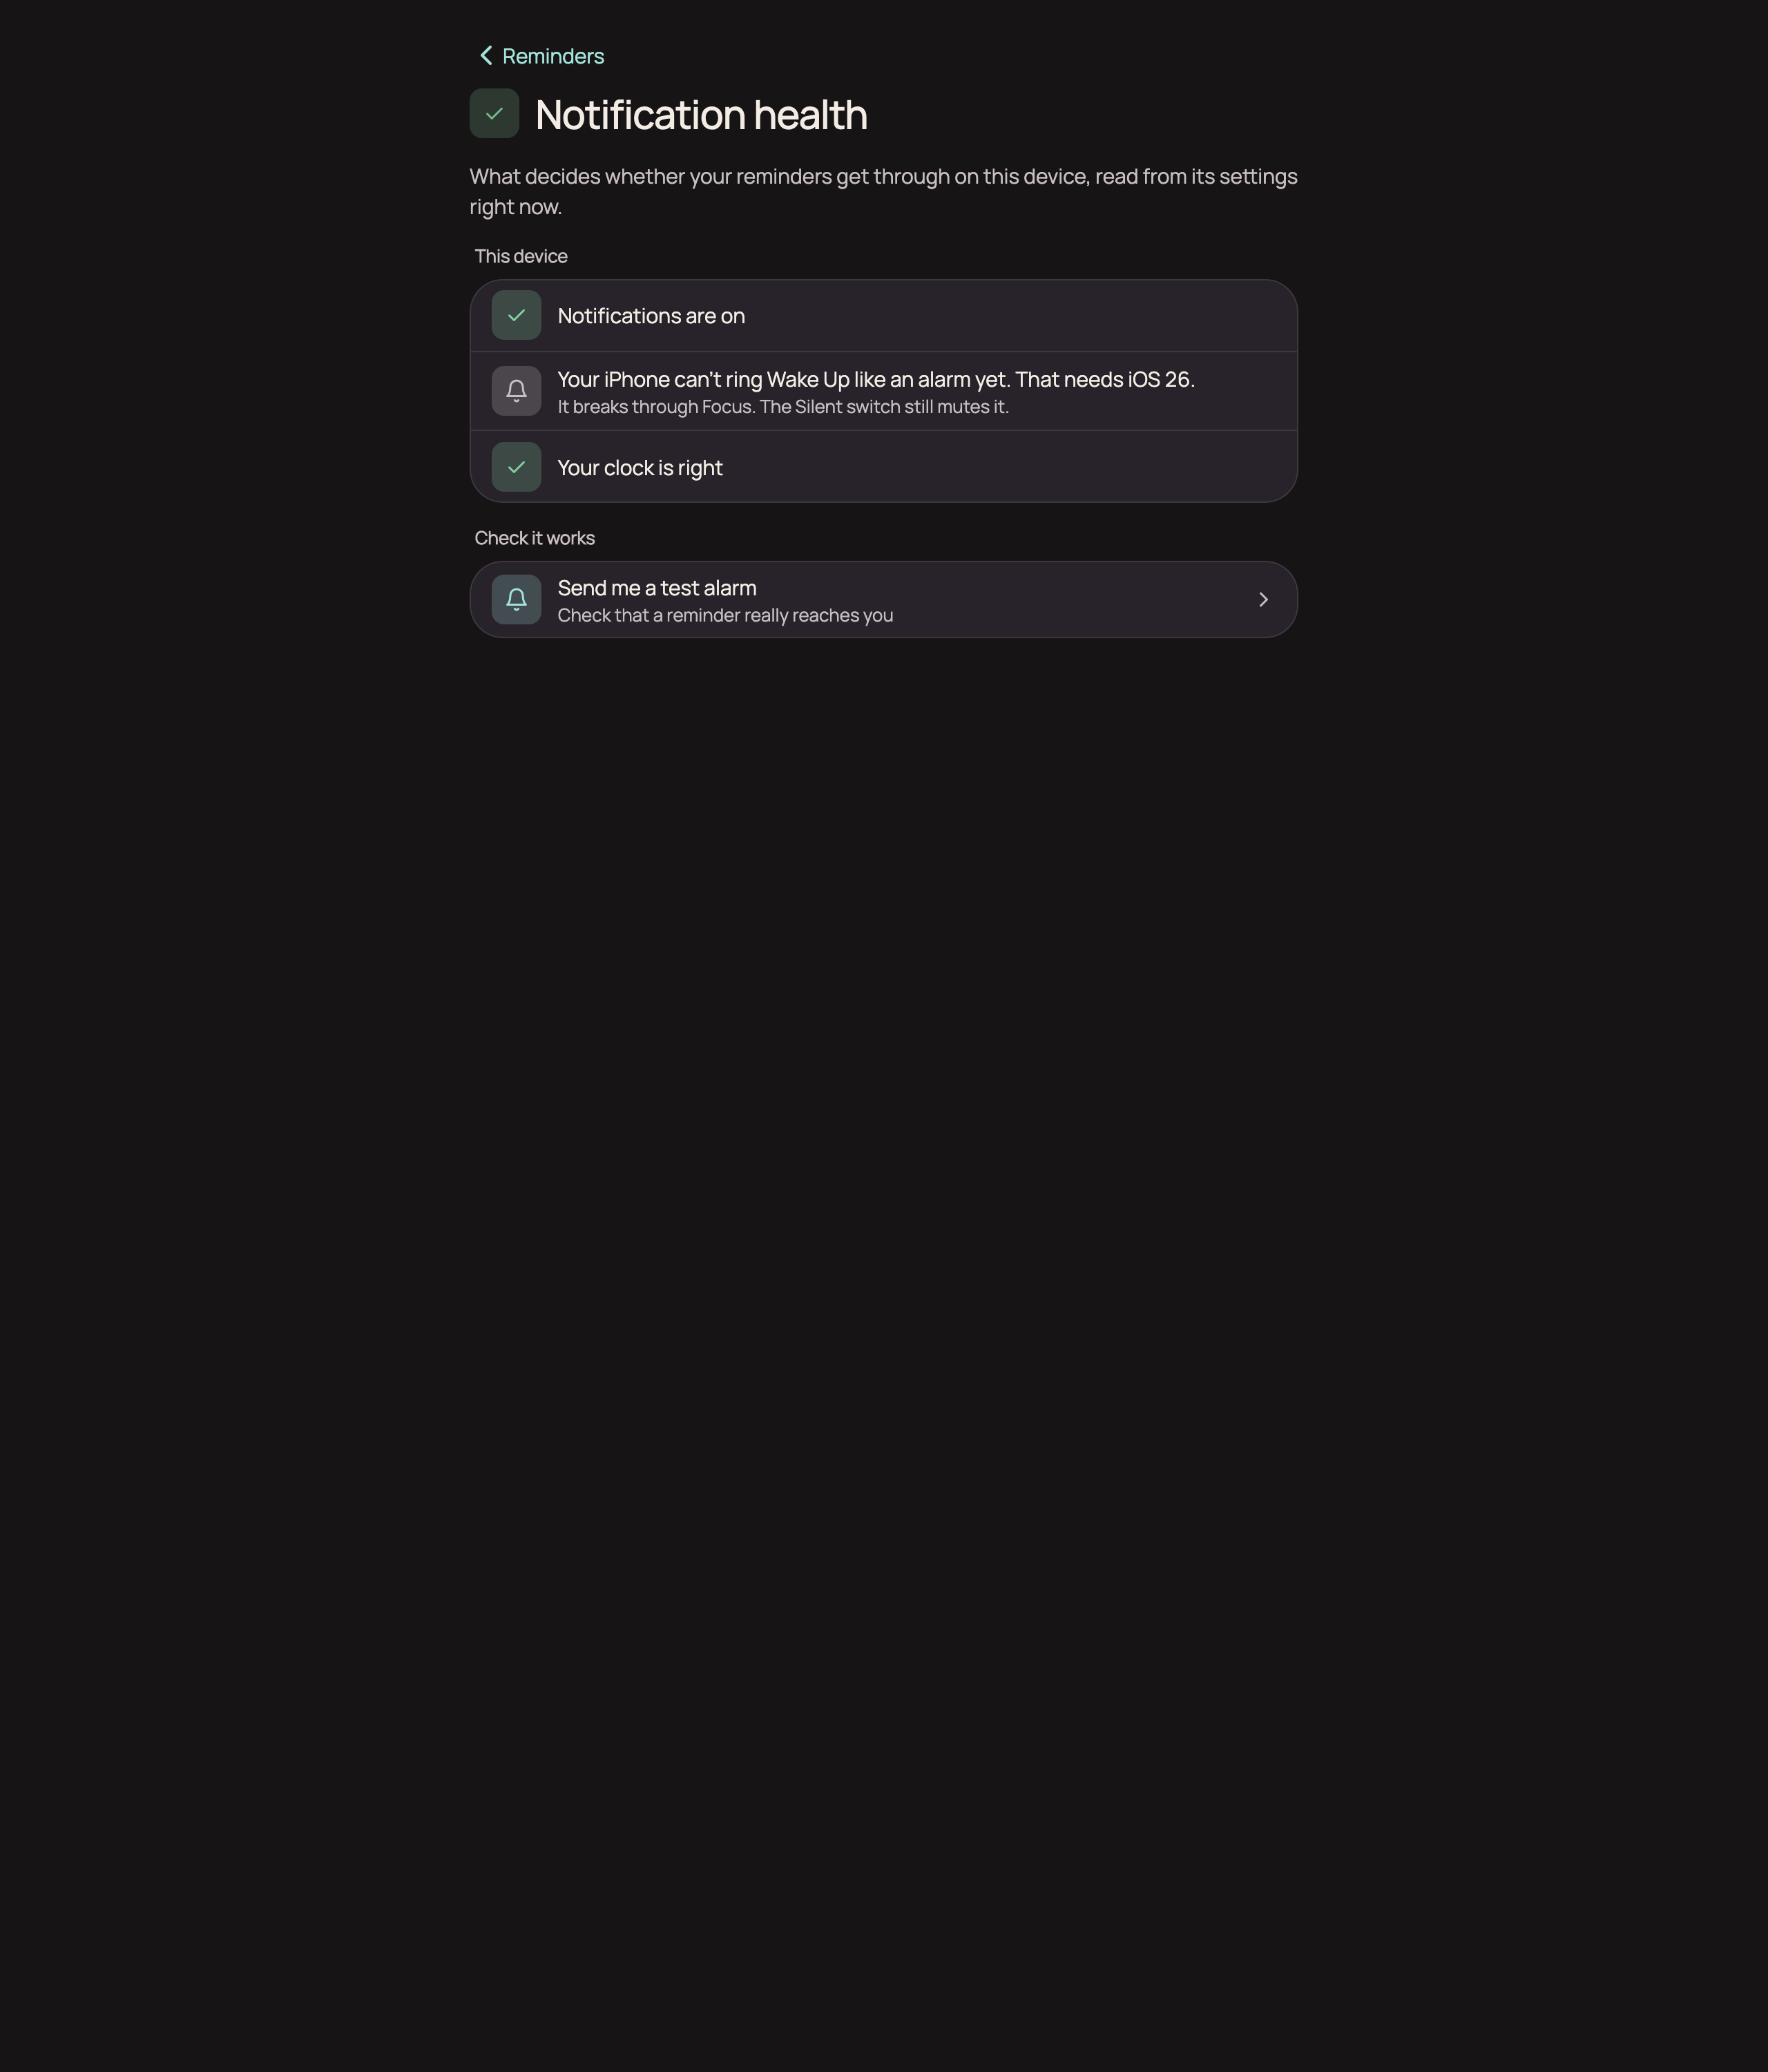 Reminders
Notification health
What decides whether your reminders get through on this device, read from its settings
right now.
This device
Notifications are on
Your iPhone can’t ring Wake Up like an alarm yet. That needs iOS 26.
It breaks through Focus. The Silent switch still mutes it.
Your clock is right
Check it works
Send me a test alarm
Check that a reminder really reaches you